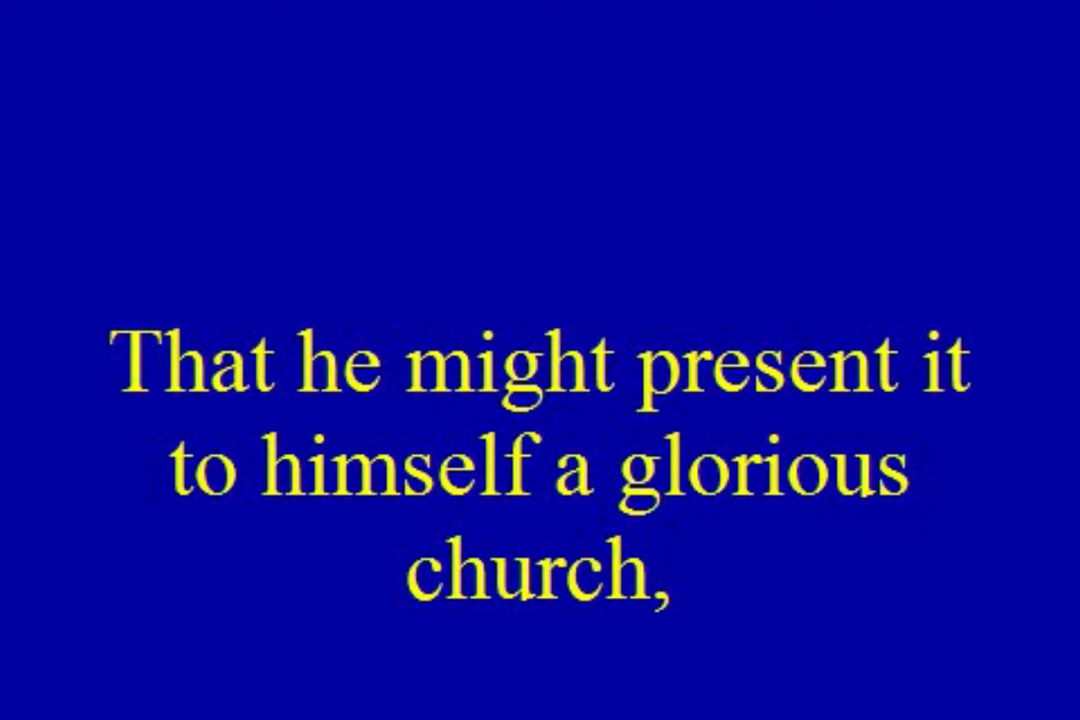 That he might present it
to himself a glorious
church,